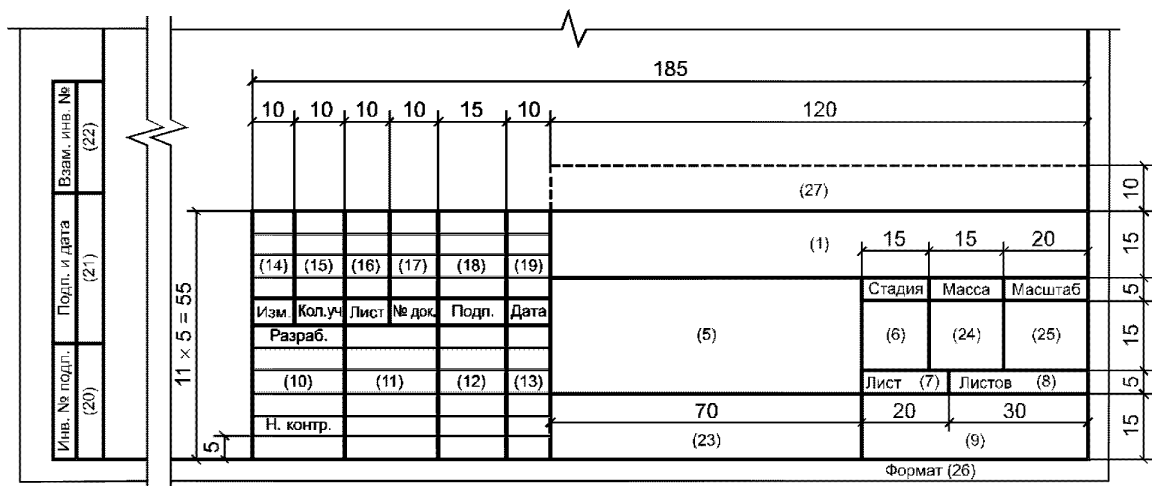 185
10 10 10 10 15 10 120
(27)
10
(1)
15 15 20
15
(14) (15) (16) (17) (18) (19)
Стадия Масса Масштаб
5
Изм. Кол.уч Лист № док. Подп. Дата
Разраб.
(5)
(6) (24) (25)
15
(10) (11) (12) (13)
Лист (7) Листов (8)
5
70 20 30
Н. контр.
(23) (9)
15
5
11 × 5 = 55
Формат (26)
Взам. инв. №
(22)
Подп. и дата
(21)
Инв. № подп.
(20)